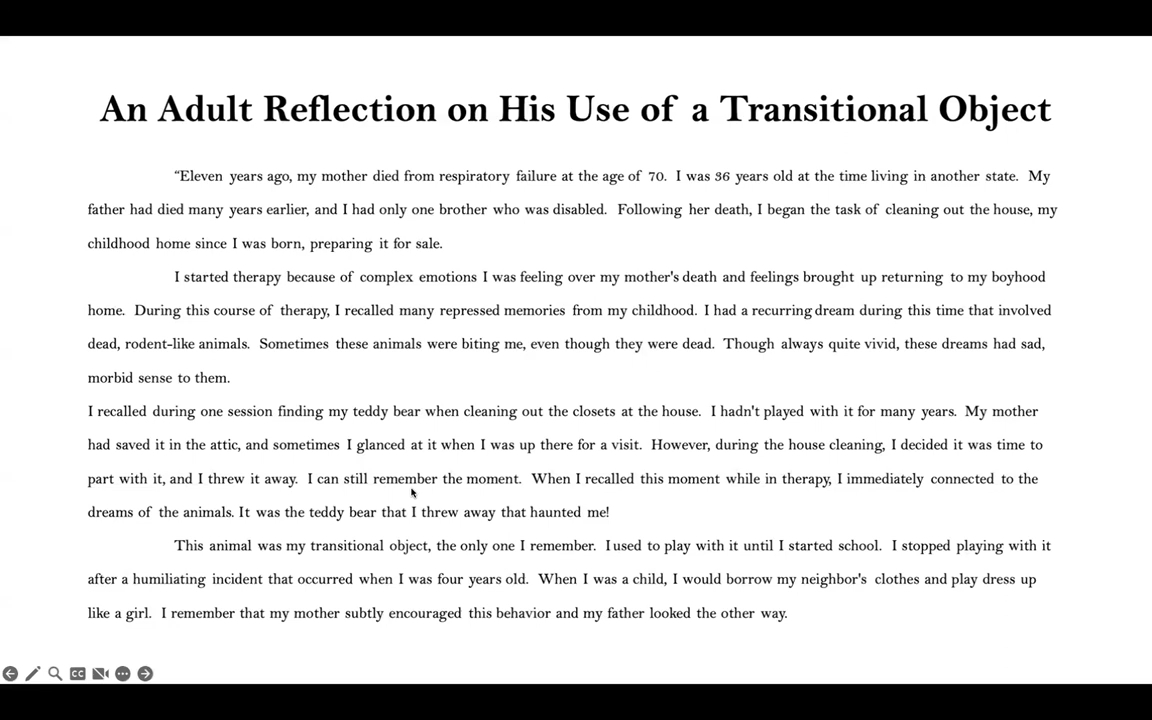 An Adult Reflection on His Use of a Transitional Object
“Eleven years ago, my mother died from respiratory failure at the age of 70. I was 36 years old at the time living in another state. My
father had died many years earlier, and I had only one brother who was disabled. Following her death, I began the task of cleaning out the house, my
childhood home since I was born, preparing it for sale.
I started therapy because of complex emotions I was feeling over my mother's death and feelings brought up returning to my boyhood
home. During this course of therapy, I recalled many repressed memories from my childhood. I had a recurring dream during this time that involved
dead, rodent-like animals. Sometimes these animals were biting me, even though they were dead. Though always quite vivid, these dreams had sad,
morbid sense to them.
I recalled during one session finding my teddy bear when cleaning out the closets at the house. I hadn't played with it for many years. My mother
had saved it in the attic, and sometimes I glanced at it when I was up there for a visit. However, during the house cleaning, I decided it was time to
part with it, and I threw it away. I can still remember the moment. When I recalled this moment while in therapy, I immediately connected to the
dreams of the animals. It was the teddy bear that I threw away that haunted me!
This animal was my transitional object, the only one I remember. I used to play with it until I started school. I stopped playing with it
after a humiliating incident that occurred when I was four years old. When I was a child, I would borrow my neighbor's clothes and play dress up
like a girl. I remember that my mother subtly encouraged this behavior and my father looked the other way.
CC